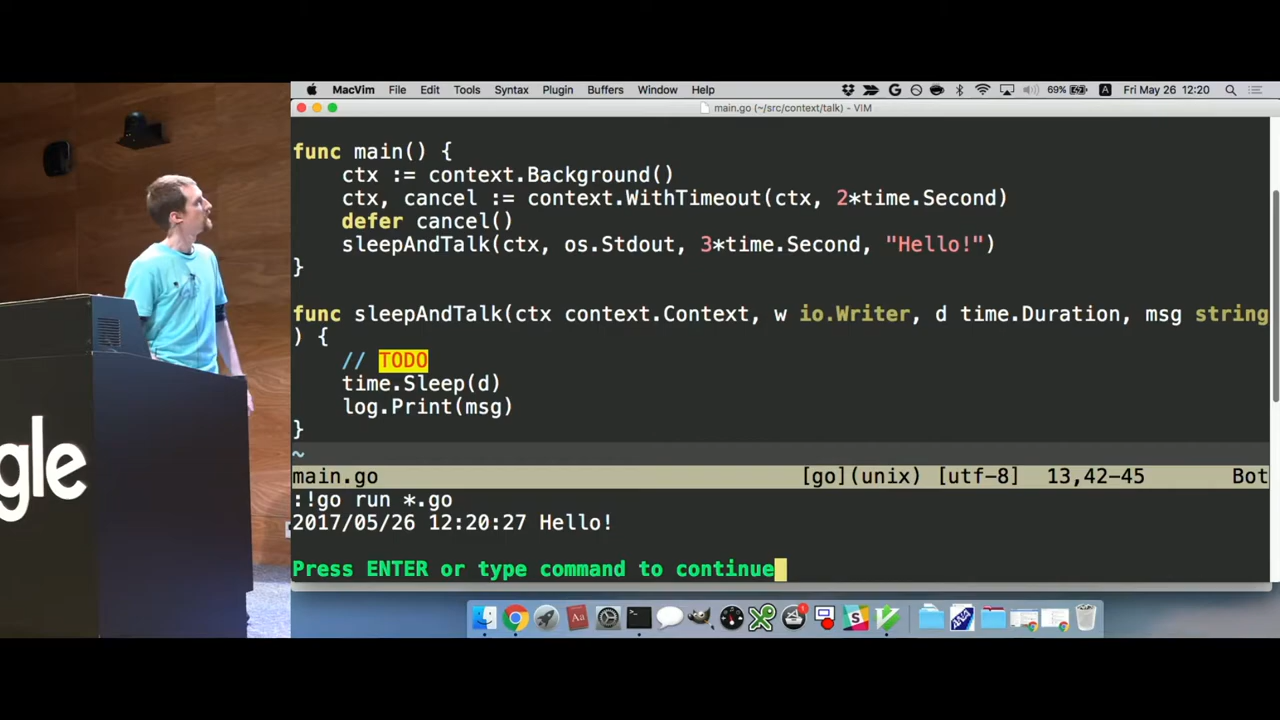 MacVim File Edit Tools Syntax Plugin Buffers Window Help 69% A Fri May 26 12:20
main.go (~/src/context/talk) - VIM
func main() {
ctx := context.Background()
ctx, cancel := context.WithTimeout(ctx, 2*time.Second)
defer cancel()
sleepAndTalk(ctx, os.Stdout, 3*time.Second, "Hello!")
}
func sleepAndTalk(ctx context.Context, w io.Writer, d time.Duration, msg string
) {
// TODO
time.Sleep(d)
log.Print(msg)
}
~
main.go [go](unix) [utf-8] 13,42-45 Bot
:!go run *.go
2017/05/26 12:20:27 Hello!
Press ENTER or type command to continue
gle
Aa
S
ANA